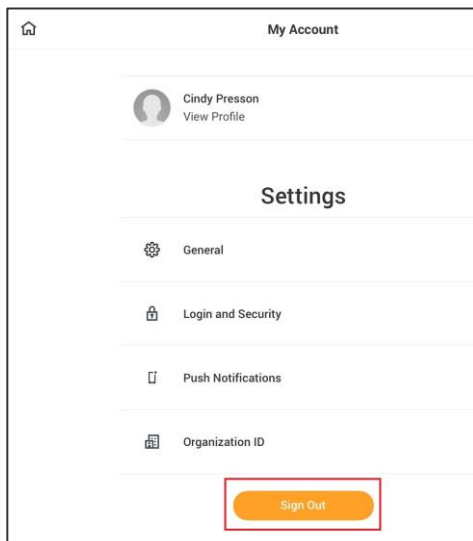 My Account
Cindy Presson
View Profile
Settings
General
Login and Security
Push Notifications
Organization ID
Sign Out